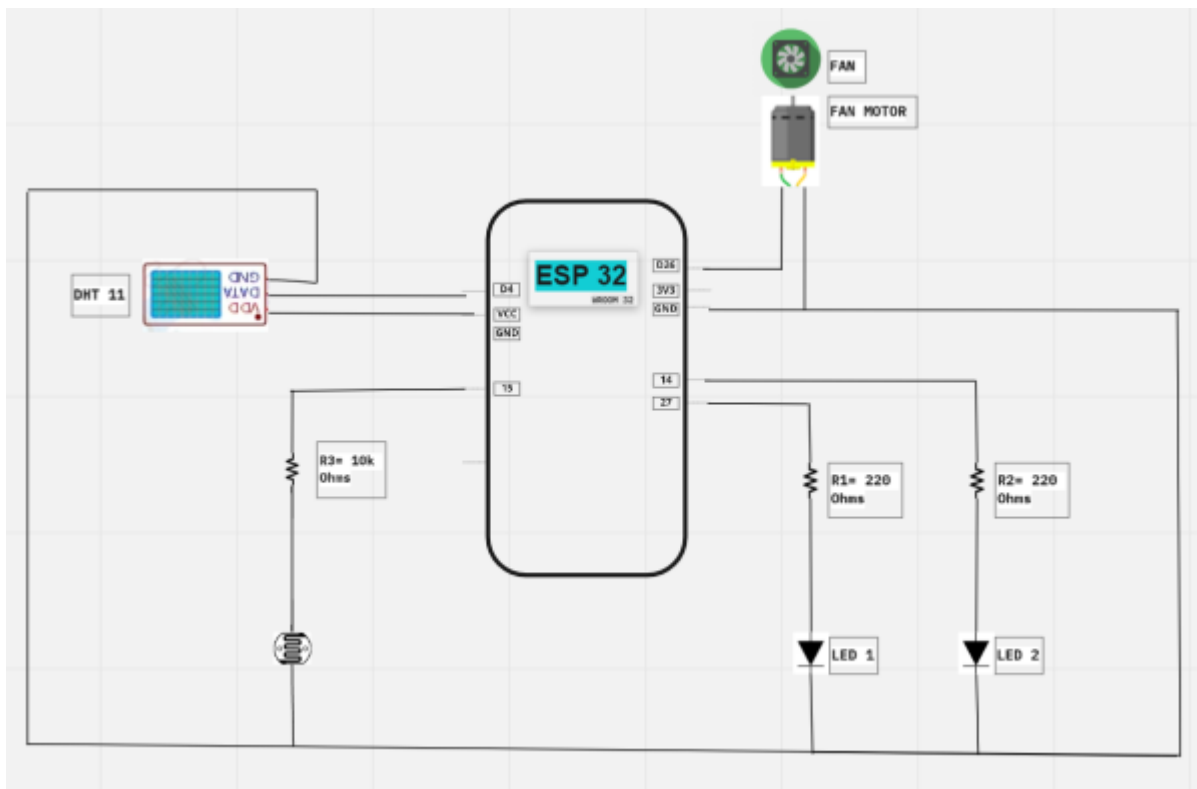 FAN
FAN MOTOR
ESP 32
WROOM 32
D26
3V3
GND
D4
VCC
GND
DHT 11
GND
DATA
VDD
15
14
27
R3= 10k
Ohms
R1= 220
Ohms
R2= 220
Ohms
LED 1
LED 2